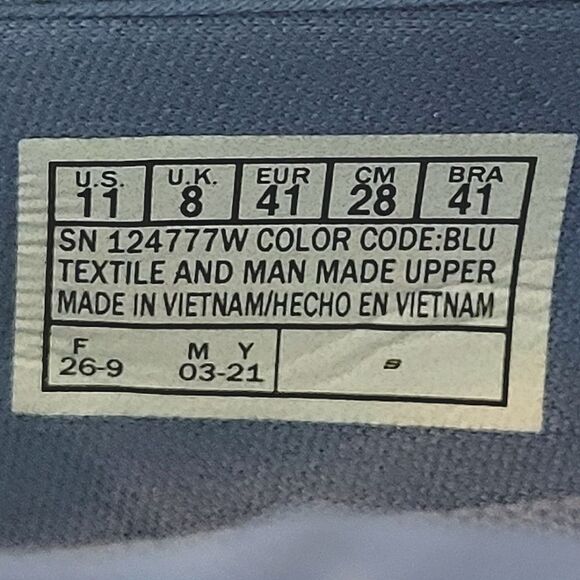 U.S. U.K. EUR CM BRA
11 8 41 28 41
SN 124777W COLOR CODE:BLU
TEXTILE AND MAN MADE UPPER
MADE IN VIETNAM/HECHO EN VIETNAM
F M Y
26-9 03-21